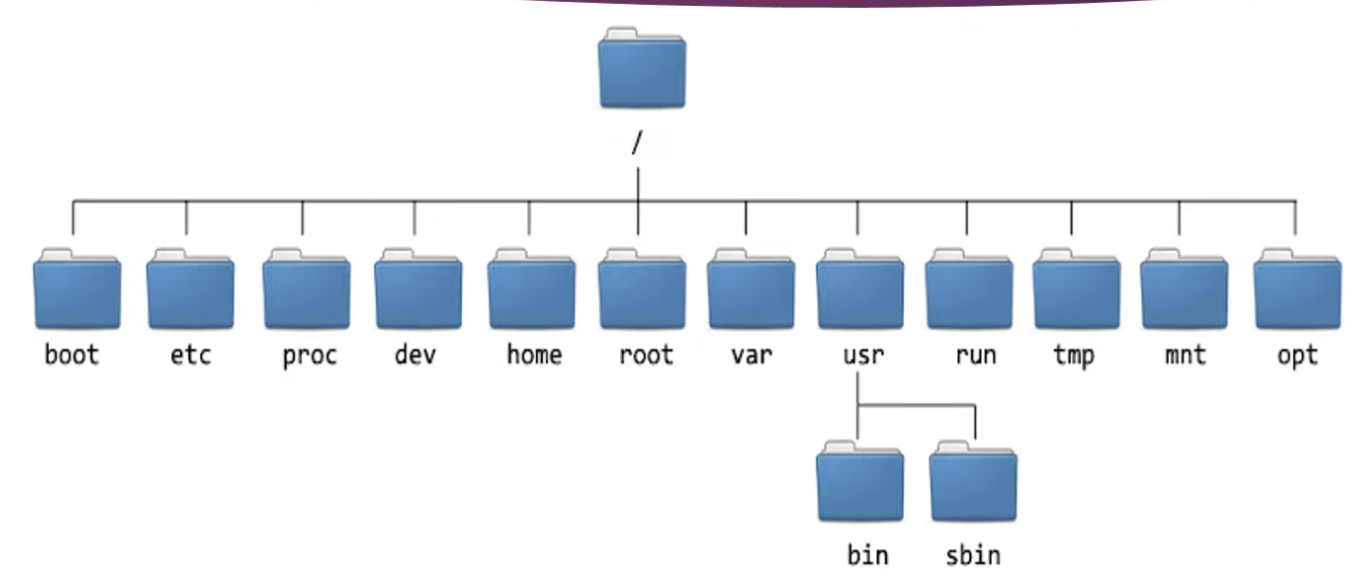 /
boot etc proc dev home root var usr run tmp mnt opt
bin sbin